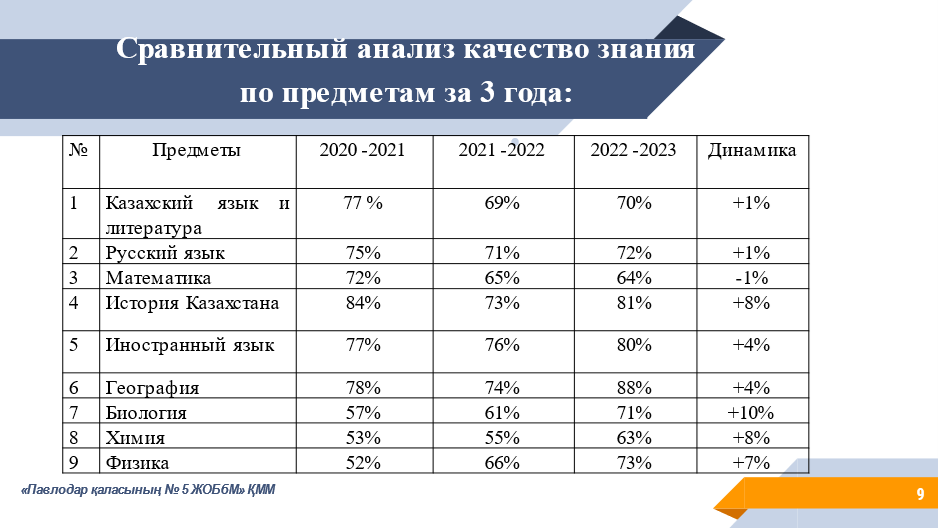 Сравнительный анализ качество знания
по предметам за 3 года:
№ Предметы 2020 -2021 2021 -2022 2022 -2023 Динамика
1 Казахский язык и литература 77 % 69% 70% +1%
2 Русский язык 75% 71% 72% +1%
3 Математика 72% 65% 64% -1%
4 История Казахстана 84% 73% 81% +8%
5 Иностранный язык 77% 76% 80% +4%
6 География 78% 74% 88% +4%
7 Биология 57% 61% 71% +10%
8 Химия 53% 55% 63% +8%
9 Физика 52% 66% 73% +7%
«Павлодар қаласының № 5 ЖОББМ» ҚММ
9